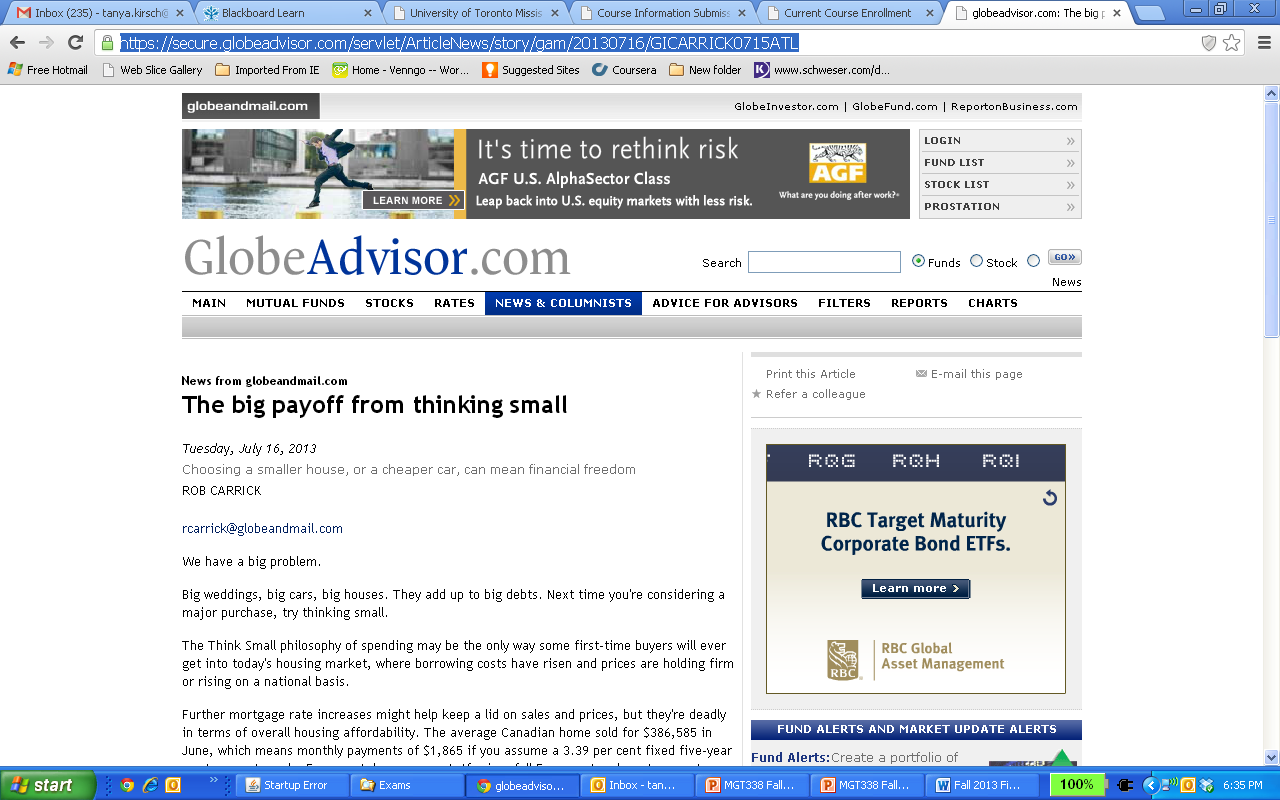 Inbox (235) - tanya.kirsch@
Blackboard Learn
University of Toronto Missis
Course Information Submiss
Current Course Enrollment
globeadvisor.com: The big p
https://secure.globeadvisor.com/servlet/ArticleNews/story/gam/20130716/GICARRICK0715ATL
Free Hotmail
Web Slice Gallery
Imported From IE
Home - Venngo -- Wor...
Suggested Sites
Coursera
New folder
www.schweser.com/d...
globeandmail.com
GlobeInvestor.com | GlobeFund.com | ReportonBusiness.com
It's time to rethink risk
AGF U.S. AlphaSector Class
Leap back into U.S. equity markets with less risk.
LEARN MORE »
AGF
What are you doing after work?®
LOGIN »
FUND LIST »
STOCK LIST »
PROSTATION »
GlobeAdvisor.com
Search
Funds
Stock
News
GO»
MAIN
MUTUAL FUNDS
STOCKS
RATES
NEWS & COLUMNISTS
ADVICE FOR ADVISORS
FILTERS
REPORTS
CHARTS
News from globeandmail.com
The big payoff from thinking small
Tuesday, July 16, 2013
Choosing a smaller house, or a cheaper car, can mean financial freedom
ROB CARRICK
rcarrick@globeandmail.com
We have a big problem.
Big weddings, big cars, big houses. They add up to big debts. Next time you're considering a
major purchase, try thinking small.
The Think Small philosophy of spending may be the only way some first-time buyers will ever
get into today's housing market, where borrowing costs have risen and prices are holding firm
or rising on a national basis.
Further mortgage rate increases might help keep a lid on sales and prices, but they're deadly
in terms of overall housing affordability. The average Canadian home sold for $386,585 in
June, which means monthly payments of $1,865 if you assume a 3.39 per cent fixed five-year
Print this Article
E-mail this page
Refer a colleague
RQG RQH RQI
RBC Target Maturity
Corporate Bond ETFs.
Learn more >
RBC
RBC Global
Asset Management
FUND ALERTS AND MARKET UPDATE ALERTS
Fund Alerts: Create a portfolio of
start
»
Startup Error
Exams
globeadviso...
Inbox - tan...
MGT338 Fall...
MGT338 Fall...
Fall 2013 Fi...
100%
6:35 PM